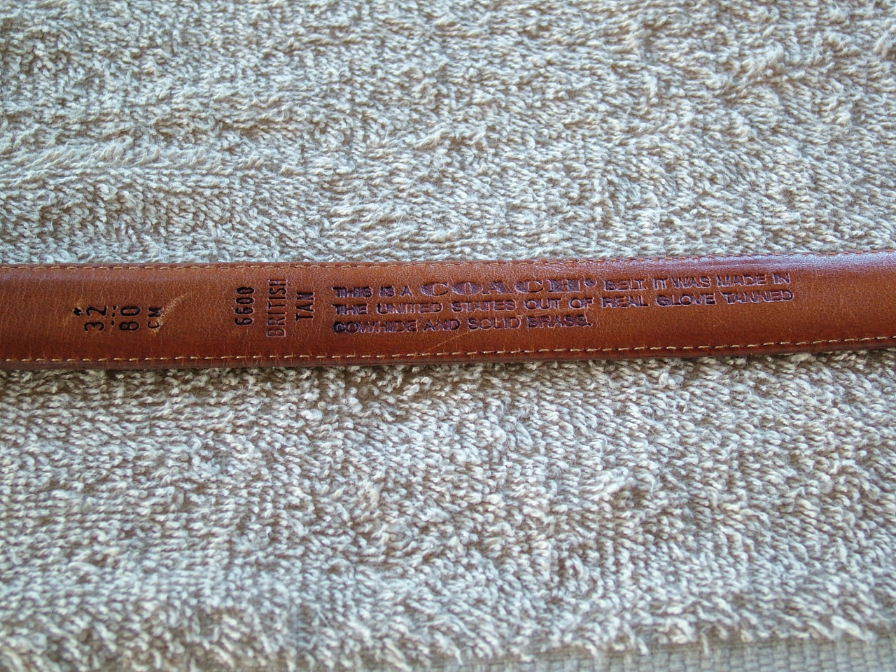 32
80
CM
6600
BRITISH
TAN
THIS IS A COACH® BELT. IT WAS MADE IN
THE UNITED STATES OUT OF REAL GLOVE TANNED
COWHIDE AND SOLID BRASS.